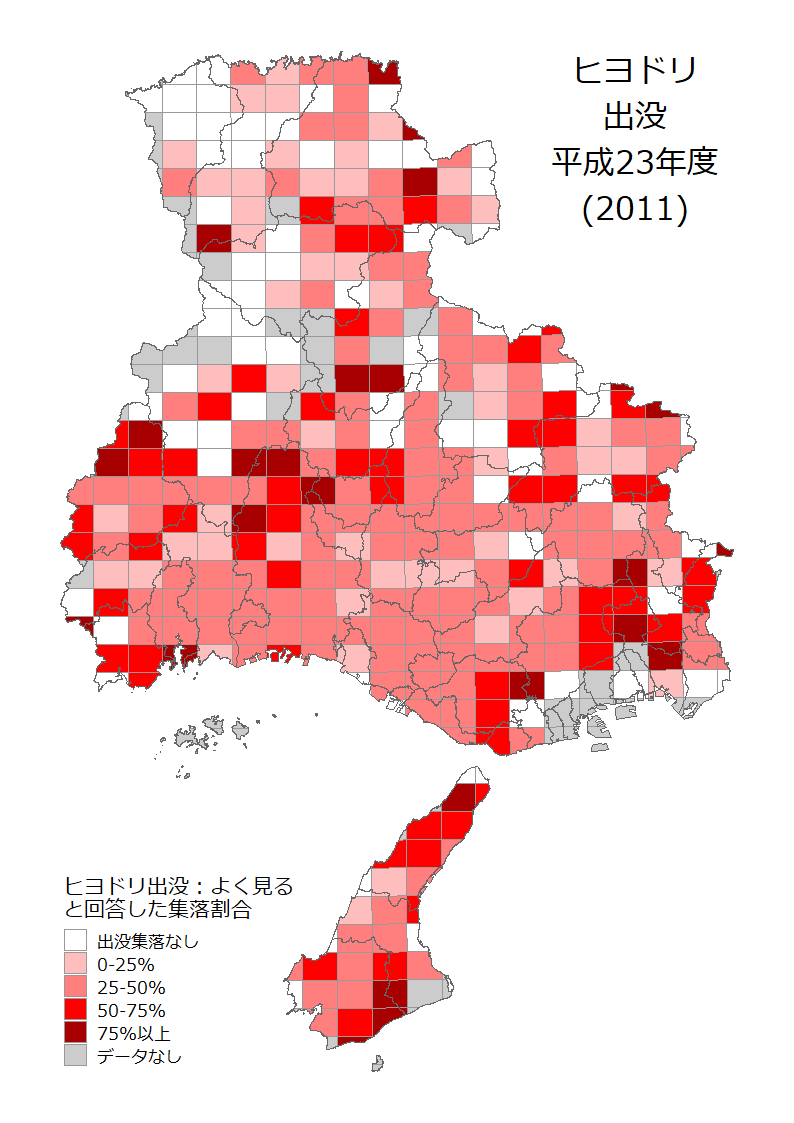 ヒヨドリ
出没
平成23年度
(2011)
ヒヨドリ出没：よく見る
と回答した集落割合
出没集落なし
0-25%
25-50%
50-75%
75%以上
データなし